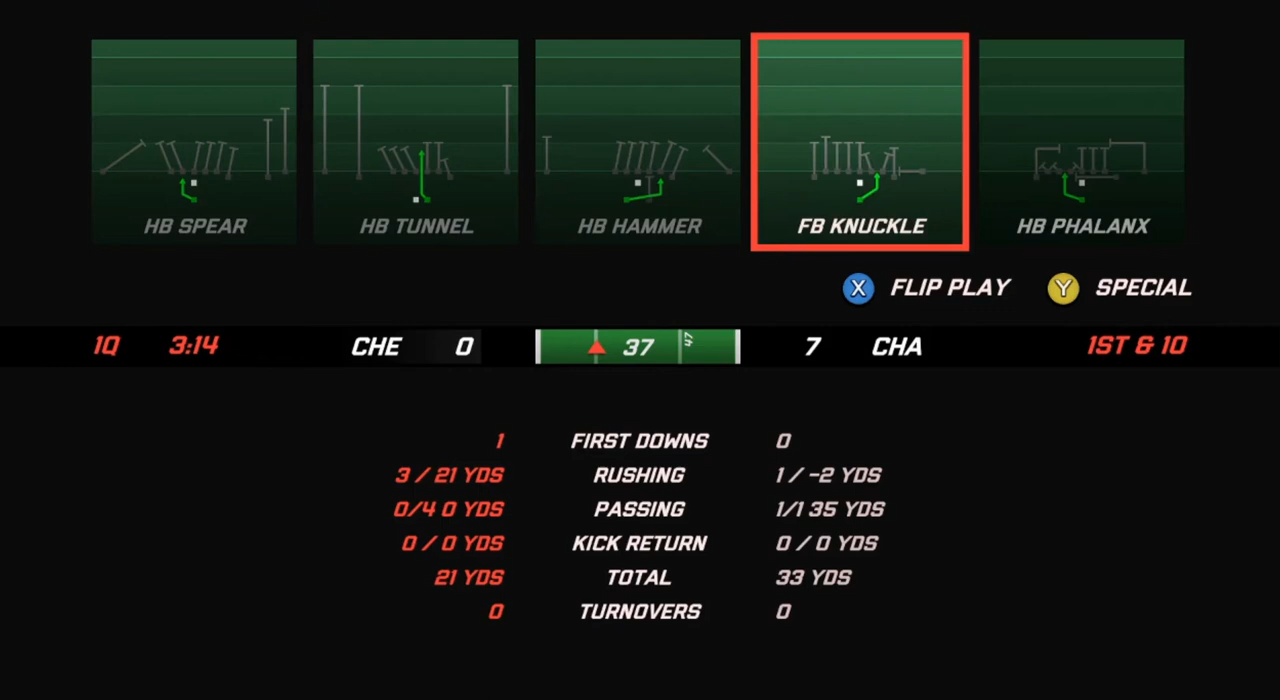 HB SPEAR HB TUNNEL HB HAMMER FB KNUCKLE HB PHALANX
X FLIP PLAY Y SPECIAL
1Q 3:14 CHE 0 37 47 7 CHA 1ST & 10
1 FIRST DOWNS 0
3 / 21 YDS RUSHING 1 / -2 YDS
0/4 0 YDS PASSING 1/1 35 YDS
0 / 0 YDS KICK RETURN 0 / 0 YDS
21 YDS TOTAL 33 YDS
0 TURNOVERS 0